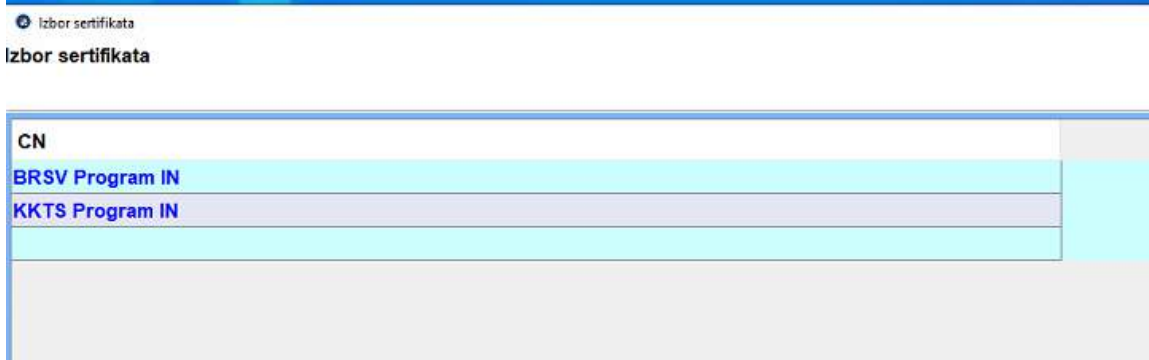 Izbor sertifikata
Izbor sertifikata
CN
BRSV Program IN
KKTS Program IN